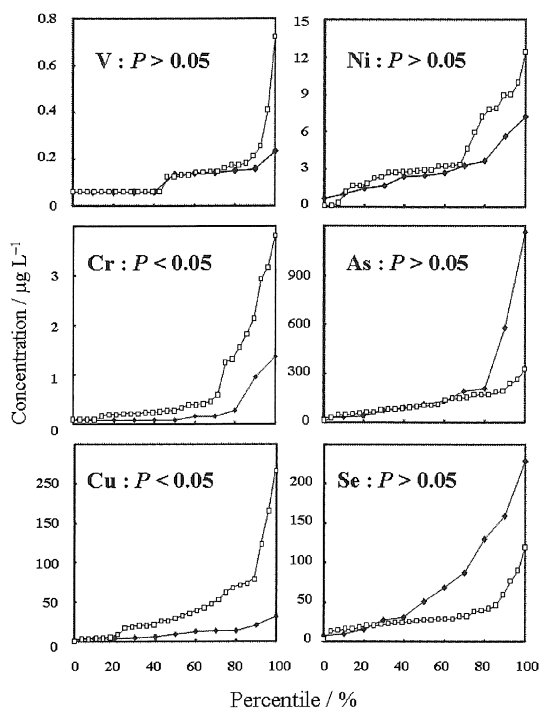 0.8
0.6
0.4
0.2
0
V : P > 0.05
15
12
9
6
3
0
Ni : P > 0.05
3
2
1
0
Cr : P < 0.05
900
600
300
0
As : P > 0.05
250
150
50
0
Cu : P < 0.05
200
150
100
50
0
Se : P > 0.05
0 20 40 60 80 100
0 20 40 60 80 100
Concentration / μg L⁻¹
Percentile / %